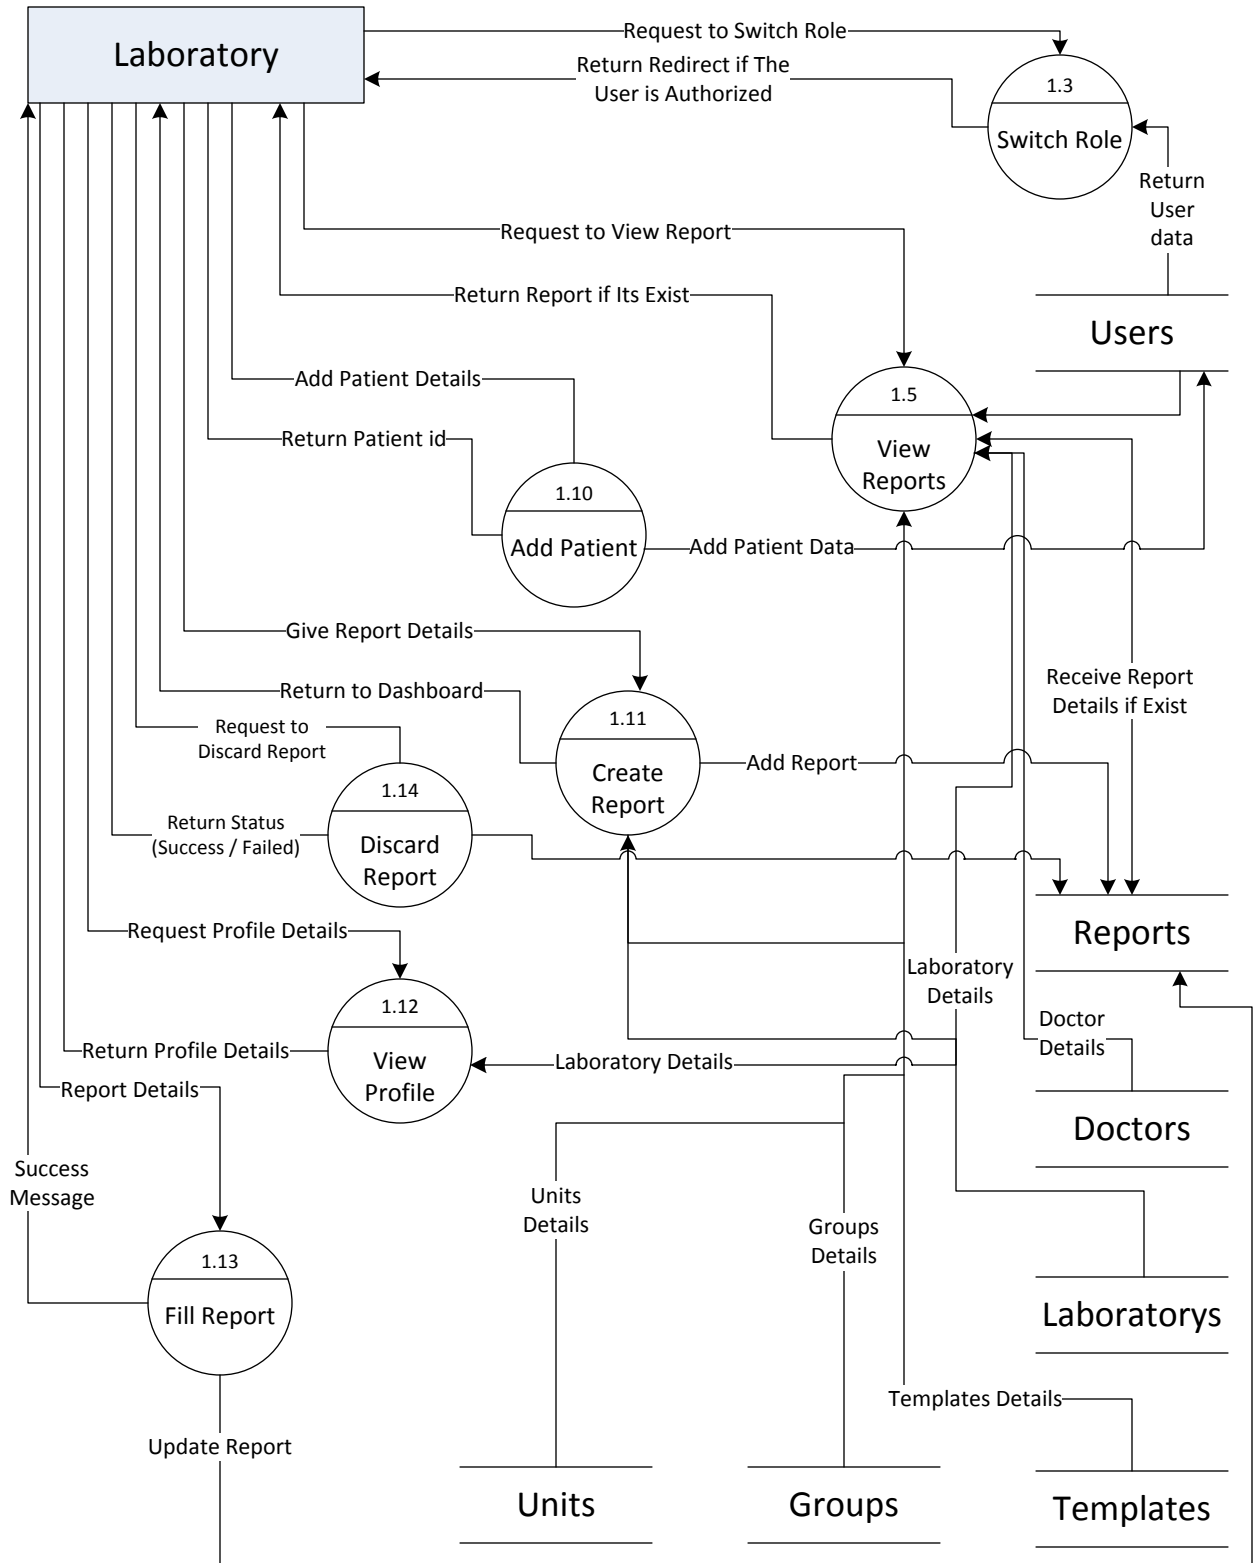 Laboratory
Request to Switch Role
Return Redirect if The
User is Authorized
1.3
Switch Role
Return
User
data
Request to View Report
Return Report if Its Exist
Users
Add Patient Details
1.5
View
Reports
Return Patient id
1.10
Add Patient
Add Patient Data
Give Report Details
Receive Report
Details if Exist
Return to Dashboard
1.11
Create
Report
Add Report
Request to
Discard Report
1.14
Discard
Report
Return Status
(Success / Failed)
Request Profile Details
Reports
Laboratory
Details
1.12
View
Profile
Doctor
Details
Return Profile Details
Laboratory Details
Report Details
Doctors
Success
Message
Units
Details
Groups
Details
1.13
Fill Report
Laboratorys
Templates Details
Update Report
Units
Groups
Templates